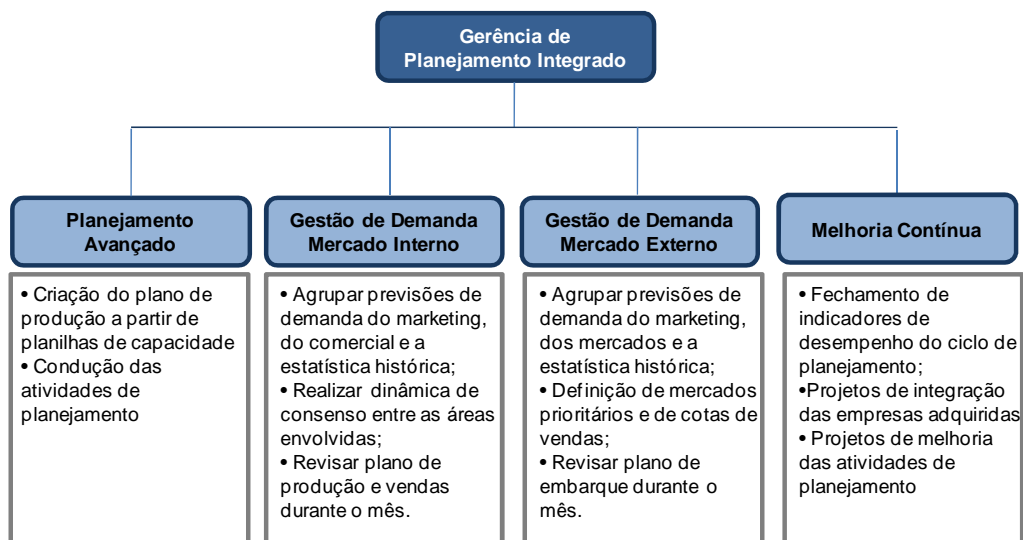 Gerência de
Planejamento Integrado
Planejamento
Avançado
• Criação do plano de
produção a partir de
planilhas de capacidade
• Condução das
atividades de
planejamento
Gestão de Demanda
Mercado Interno
• Agrupar previsões de
demanda do marketing,
do comercial e a
estatística histórica;
• Realizar dinâmica de
consenso entre as áreas
envolvidas;
• Revisar plano de
produção e vendas
durante o mês.
Gestão de Demanda
Mercado Externo
• Agrupar previsões de
demanda do marketing,
dos mercados e a
estatística histórica;
• Definição de mercados
prioritários e de cotas de
vendas;
• Revisar plano de
embarque durante o
mês.
Melhoria Contínua
• Fechamento de
indicadores de
desempenho do ciclo de
planejamento;
•Projetos de integração
das empresas adquiridas
• Projetos de melhoria
das atividades de
planejamento